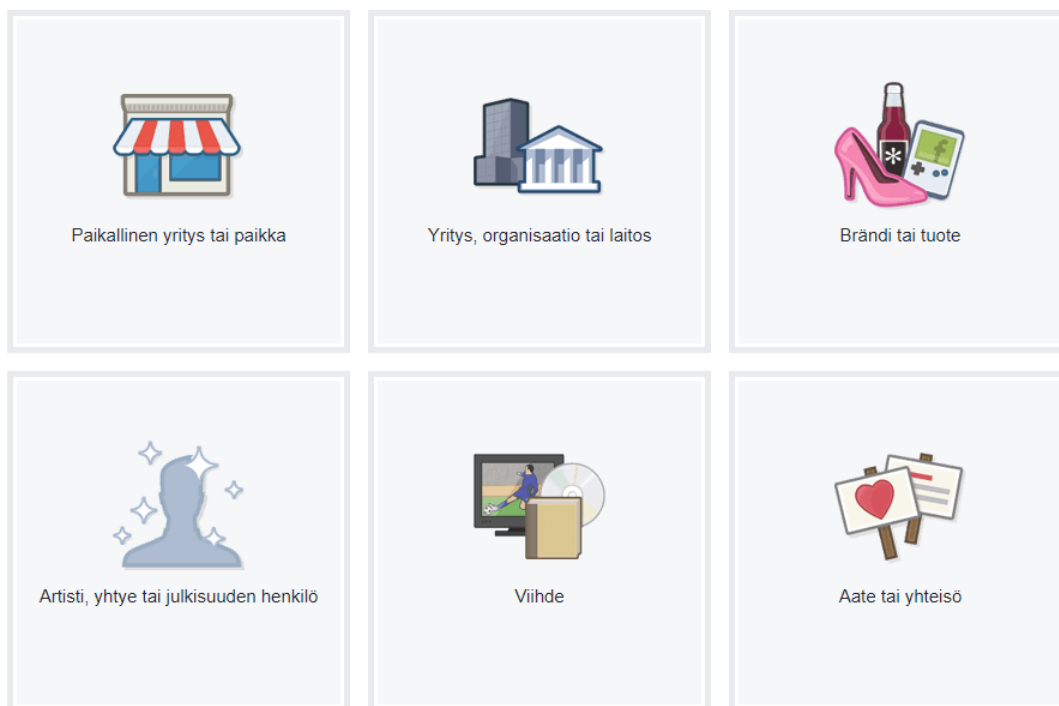 Paikallinen yritys tai paikka
Yritys, organisaatio tai laitos
Brändi tai tuote
Artisti, yhtye tai julkisuuden henkilö
Viihde
Aate tai yhteisö